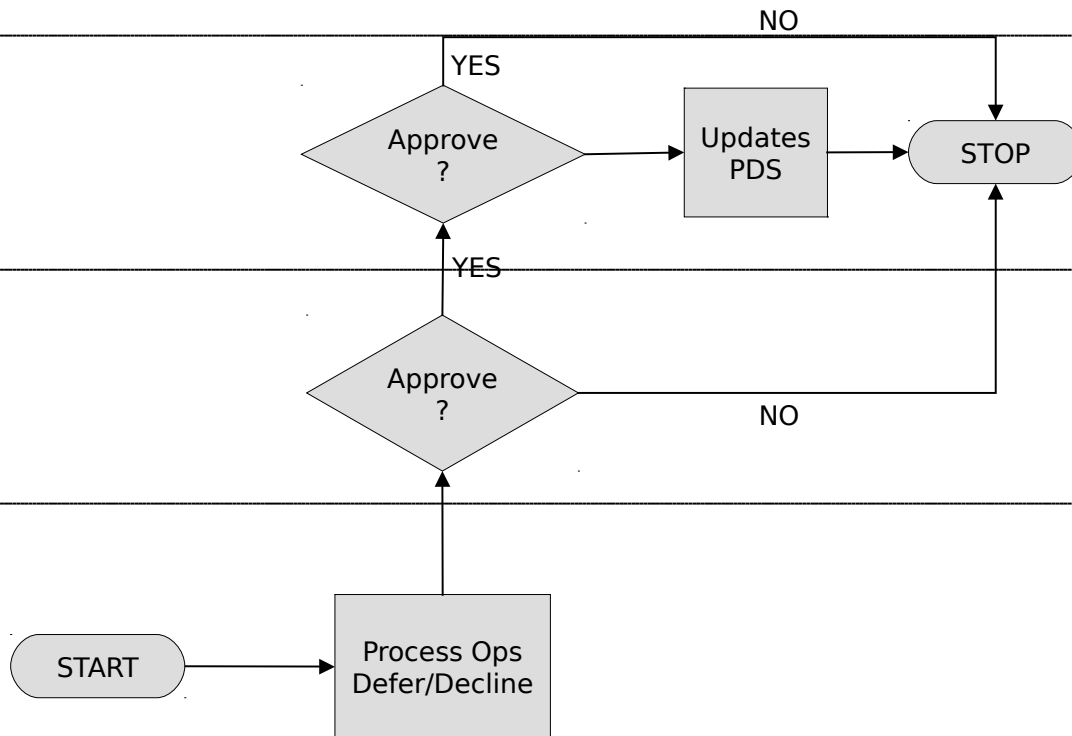 NO
YES
Approve
?
Updates
PDS
STOP
YES
Approve
?
NO
START
Process Ops
Defer/Decline